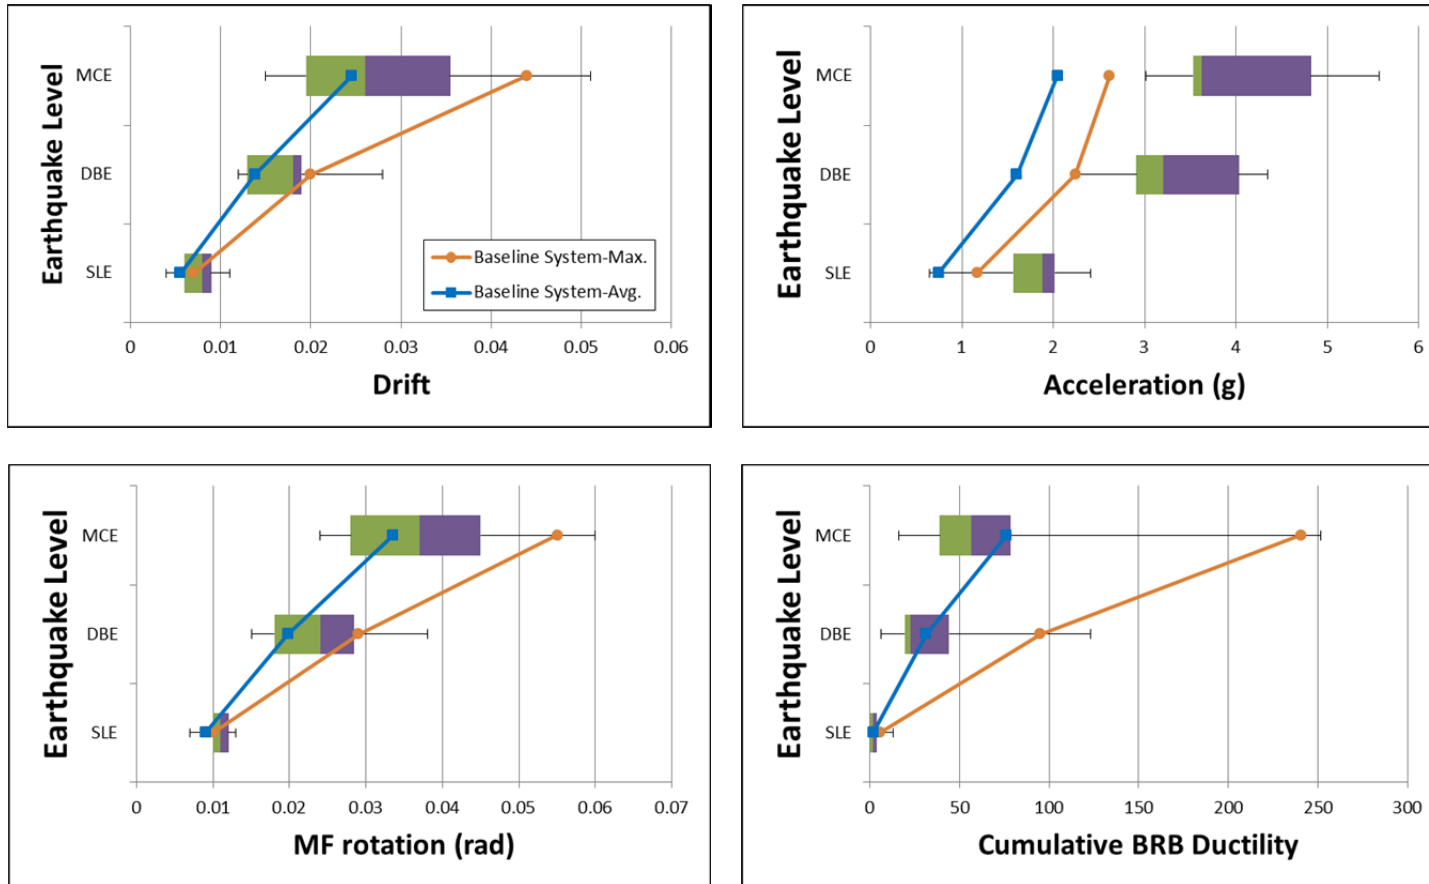 Earthquake Level
MCE
DBE
SLE
Baseline System-Max.
Baseline System-Avg.
0 0.01 0.02 0.03 0.04 0.05 0.06
Drift
Earthquake Level
MCE
DBE
SLE
0 1 2 3 4 5 6
Acceleration (g)
Earthquake Level
MCE
DBE
SLE
0 0.01 0.02 0.03 0.04 0.05 0.06 0.07
MF rotation (rad)
Earthquake Level
MCE
DBE
SLE
0 50 100 150 200 250 300
Cumulative BRB Ductility